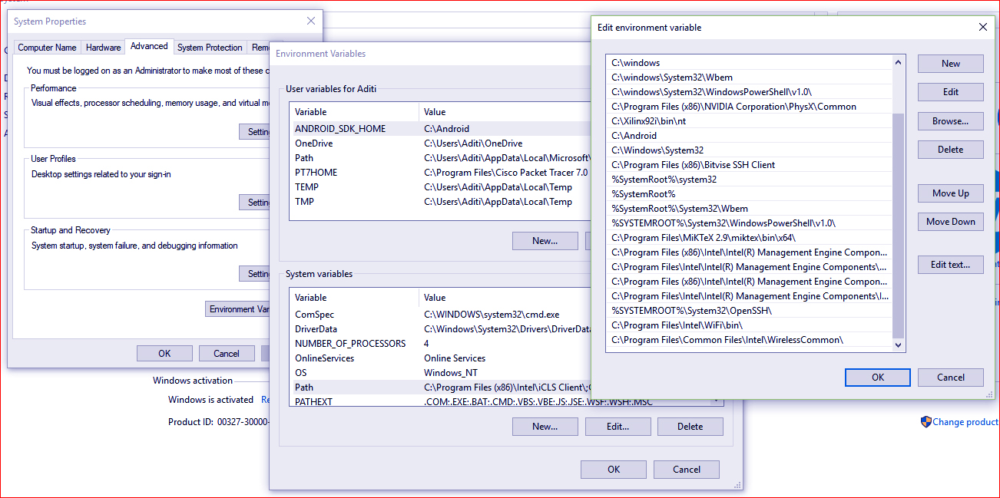 System Properties
Computer Name Hardware Advanced System Protection
You must be logged on as an Administrator to make most of these
Performance
Visual effects, processor scheduling, memory usage, and virtual
User Profiles
Desktop settings related to your sign-in
Startup and Recovery
System startup, system failure, and debugging information
Environment
OK Cancel
Windows activation
Windows is activated
Product ID: 00327-30000-
Environment Variables
User variables for Aditi
Variable Value
ANDROID_SDK_HOME C:\Android
OneDrive C:\Users\Aditi\OneDrive
Path C:\Users\Aditi\AppData\Local\Microsoft\
PT7HOME C:\Program Files\Cisco Packet Tracer 7.0
TEMP C:\Users\Aditi\AppData\Local\Temp
TMP C:\Users\Aditi\AppData\Local\Temp
New...
System variables
Variable Value
ComSpec C:\WINDOWS\system32\cmd.exe
DriverData C:\Windows\System32\Drivers\DriverData
NUMBER_OF_PROCESSORS 4
OnlineServices Online Services
OS Windows_NT
Path C:\Program Files (x86)\Intel\iCLS Client\;
PATHEXT .COM;.EXE;.BAT;.CMD;.VBS;.VBE;.JS;.JSE;.WSF;.WSH;.MSC
New... Edit... Delete
OK Cancel
Edit environment variable
C:\windows
C:\windows\System32\Wbem
C:\windows\System32\WindowsPowerShell\v1.0\
C:\Program Files (x86)\NVIDIA Corporation\PhysX\Common
C:\Xilinx92i\bin\nt
C:\Android
C:\Windows\System32
C:\Program Files (x86)\Bitvise SSH Client
%SystemRoot%\system32
%SystemRoot%
%SystemRoot%\System32\Wbem
%SYSTEMROOT%\System32\WindowsPowerShell\v1.0\
C:\Program Files\MiKTeX 2.9\miktex\bin\x64\
C:\Program Files (x86)\Intel\Intel(R) Management Engine Compon...
C:\Program Files\Intel\Intel(R) Management Engine Components\...
C:\Program Files (x86)\Intel\Intel(R) Management Engine Compon...
C:\Program Files\Intel\Intel(R) Management Engine Components\I...
%SYSTEMROOT%\System32\OpenSSH\
C:\Program Files\Intel\WiFi\bin\
C:\Program Files\Common Files\Intel\WirelessCommon\
New
Edit
Browse...
Delete
Move Up
Move Down
Edit text...
OK Cancel
Change product